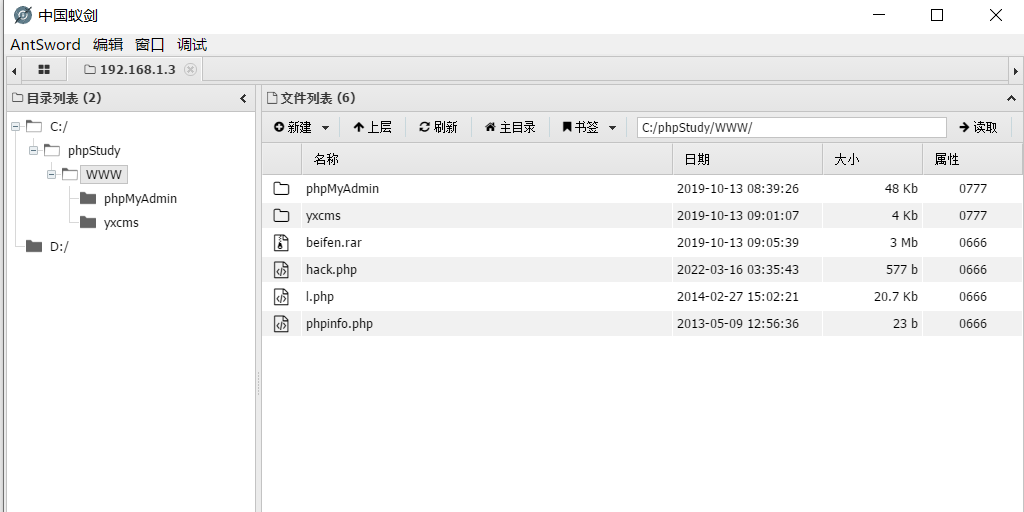 中国蚁剑
AntSword 编辑 窗口 调试
192.168.1.3
目录列表 (2)
C:/
phpStudy
WWW
phpMyAdmin
yxcms
D:/
文件列表 (6)
新建 上层 刷新 主目录 书签 C:/phpStudy/WWW/ 读取
名称 日期 大小 属性
phpMyAdmin 2019-10-13 08:39:26 48 Kb 0777
yxcms 2019-10-13 09:01:07 4 Kb 0777
beifen.rar 2019-10-13 09:05:39 3 Mb 0666
hack.php 2022-03-16 03:35:43 577 b 0666
l.php 2014-02-27 15:02:21 20.7 Kb 0666
phpinfo.php 2013-05-09 12:56:36 23 b 0666